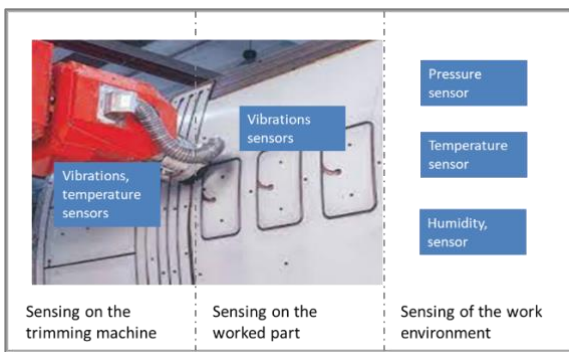 Vibrations,
temperature
sensors
Vibrations
sensors
Pressure
sensor
Temperature
sensor
Humidity,
sensor
Sensing on the
trimming machine
Sensing on the
worked part
Sensing of the work
environment